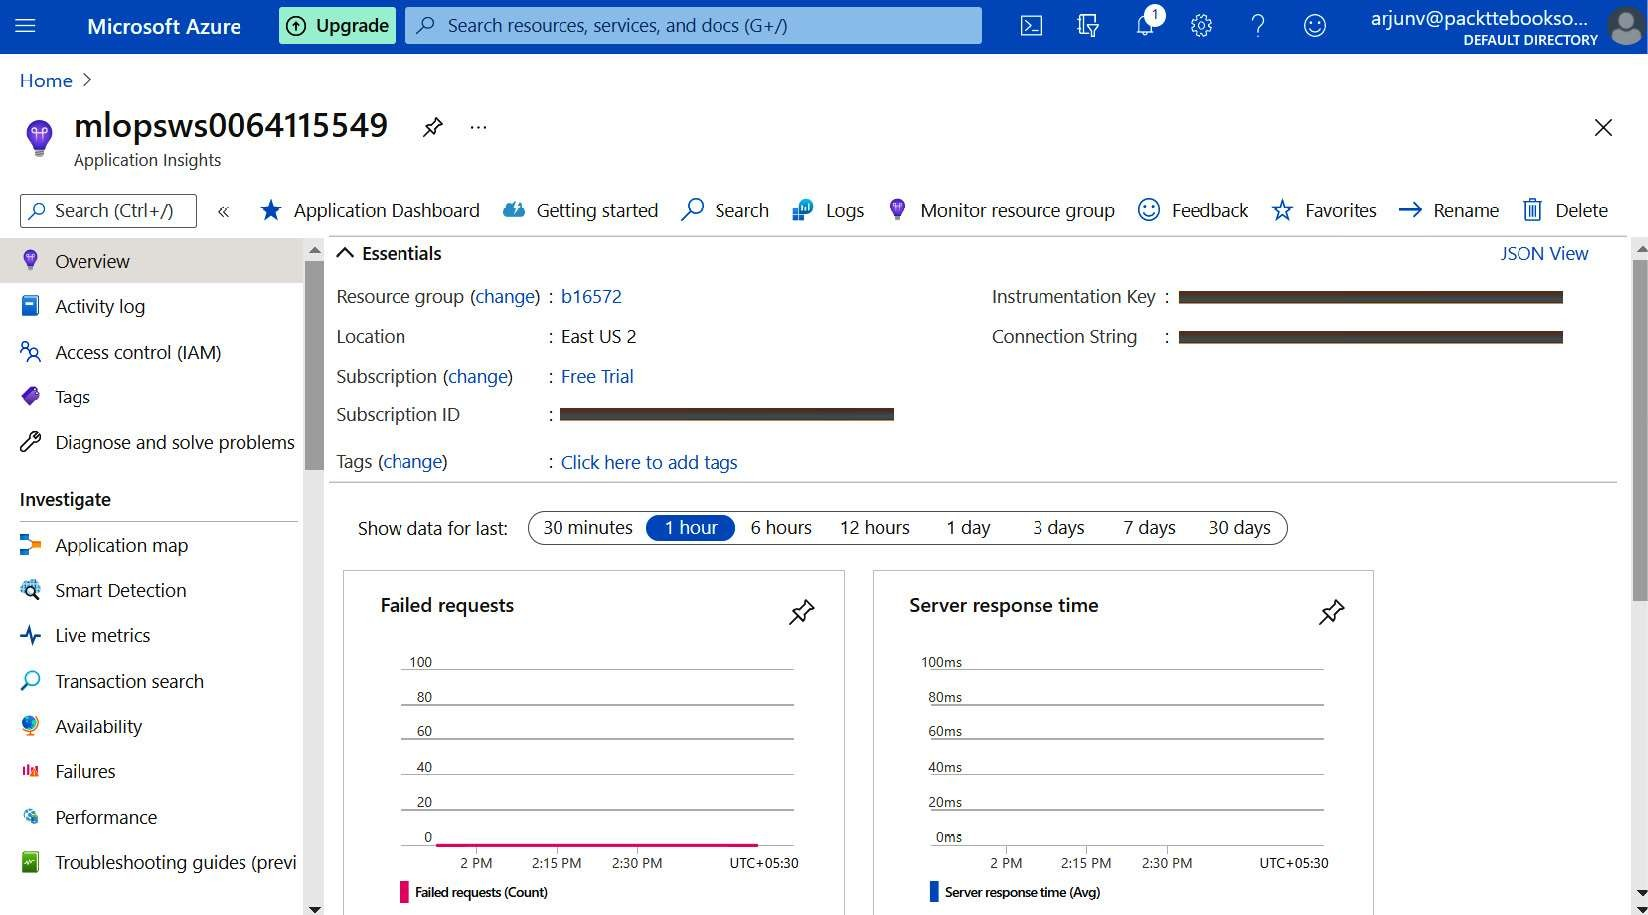 Microsoft Azure Upgrade Search resources, services, and docs (G+/) 1 arjunv@packttebookso...
DEFAULT DIRECTORY
Home
mlopsws0064115549 ...
Application Insights
Search (Ctrl+/) « Application Dashboard Getting started Search Logs Monitor resource group Feedback Favorites Rename Delete
Overview
Activity log
Access control (IAM)
Tags
Diagnose and solve problems
Investigate
Application map
Smart Detection
Live metrics
Transaction search
Availability
Failures
Performance
Troubleshooting guides (previ
Essentials JSON View
Resource group (change) : b16572
Location : East US 2
Subscription (change) : Free Trial
Subscription ID :
Tags (change) : Click here to add tags
Instrumentation Key :
Connection String :
Show data for last: 30 minutes 1 hour 6 hours 12 hours 1 day 3 days 7 days 30 days
Failed requests
100
80
60
40
20
0
2 PM 2:15 PM 2:30 PM UTC+05:30
Failed requests (Count)
Server response time
100ms
80ms
60ms
40ms
20ms
0ms
2 PM 2:15 PM 2:30 PM UTC+05:30
Server response time (Avg)